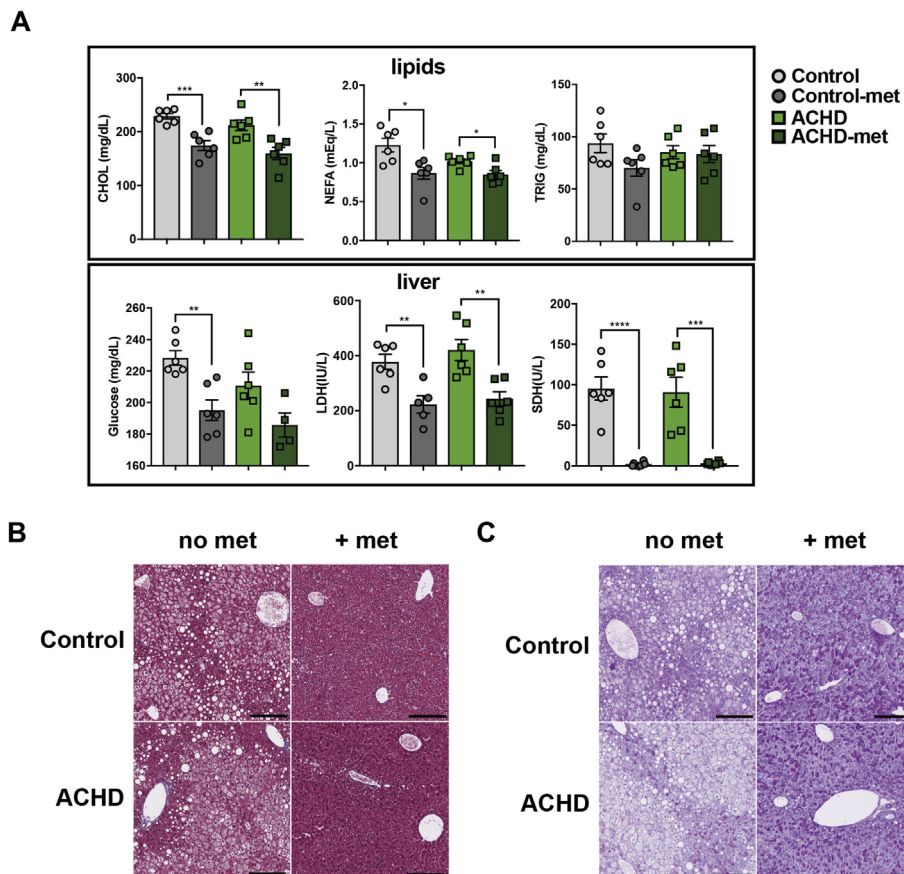 A
lipids
Control
Control-met
ACHD
ACHD-met
CHOL (mg/dL)
300
200
100
0
***
**
NEFA (mEq/L)
2.0
1.5
1.0
0.5
0.0
*
*
TRIG (mg/dL)
150
100
50
0
liver
Glucose (mg/dL)
240
220
200
180
160
**
LDH(IU/L)
600
400
200
0
**
**
SDH(U/L)
200
150
100
50
0
****
***
B
no met
+ met
Control
ACHD
C
no met
+ met
Control
ACHD